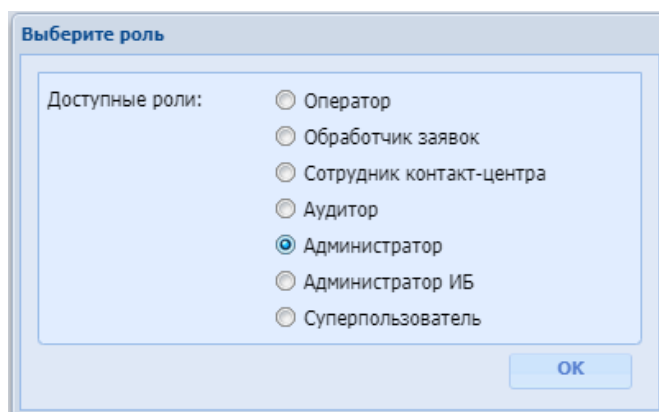 Выберите роль
Доступные роли: Оператор
Обработчик заявок
Сотрудник контакт-центра
Аудитор
Администратор
Администратор ИБ
Суперпользователь
OK